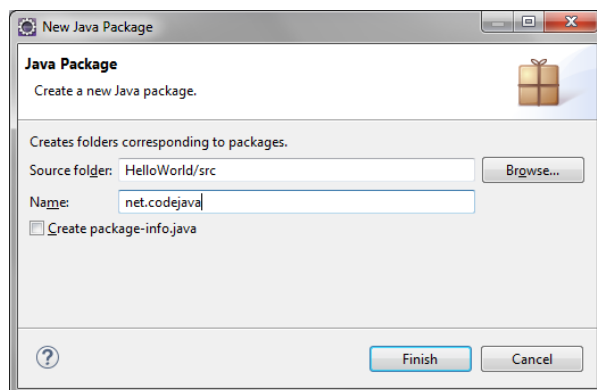 New Java Package
Java Package
Create a new Java package.
Creates folders corresponding to packages.
Source folder: HelloWorld/src Browse...
Name: net.codejava
Create package-info.java
? Finish Cancel